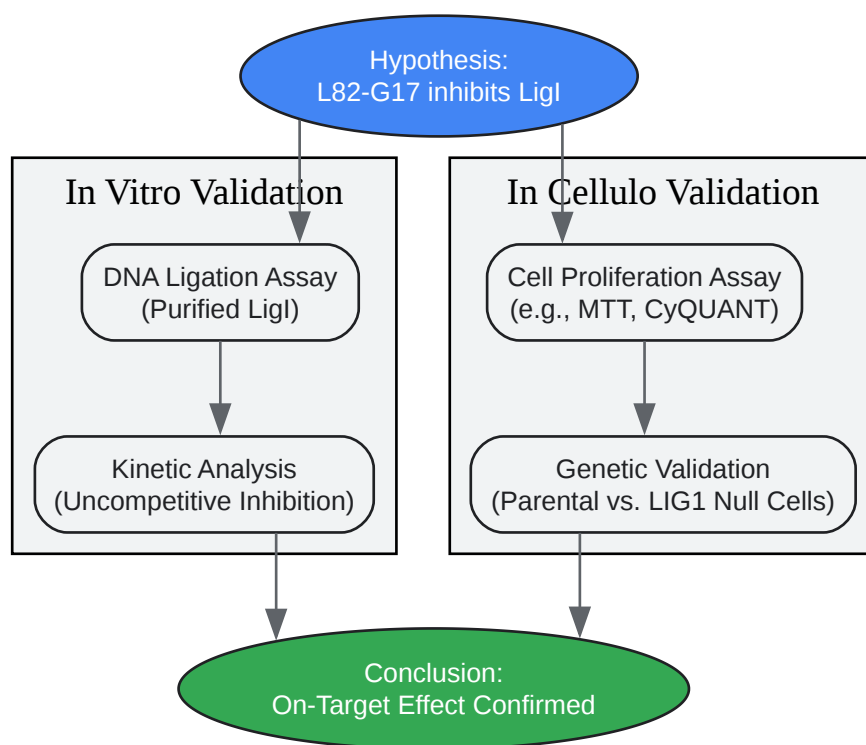 Hypothesis:
L82-G17 inhibits LigI
In Vitro Validation
DNA Ligation Assay
(Purified LigI)
Kinetic Analysis
(Uncompetitive Inhibition)
In Cellulo Validation
Cell Proliferation Assay
(e.g., MTT, CyQUANT)
Genetic Validation
(Parental vs. LIG1 Null Cells)
Conclusion:
On-Target Effect Confirmed